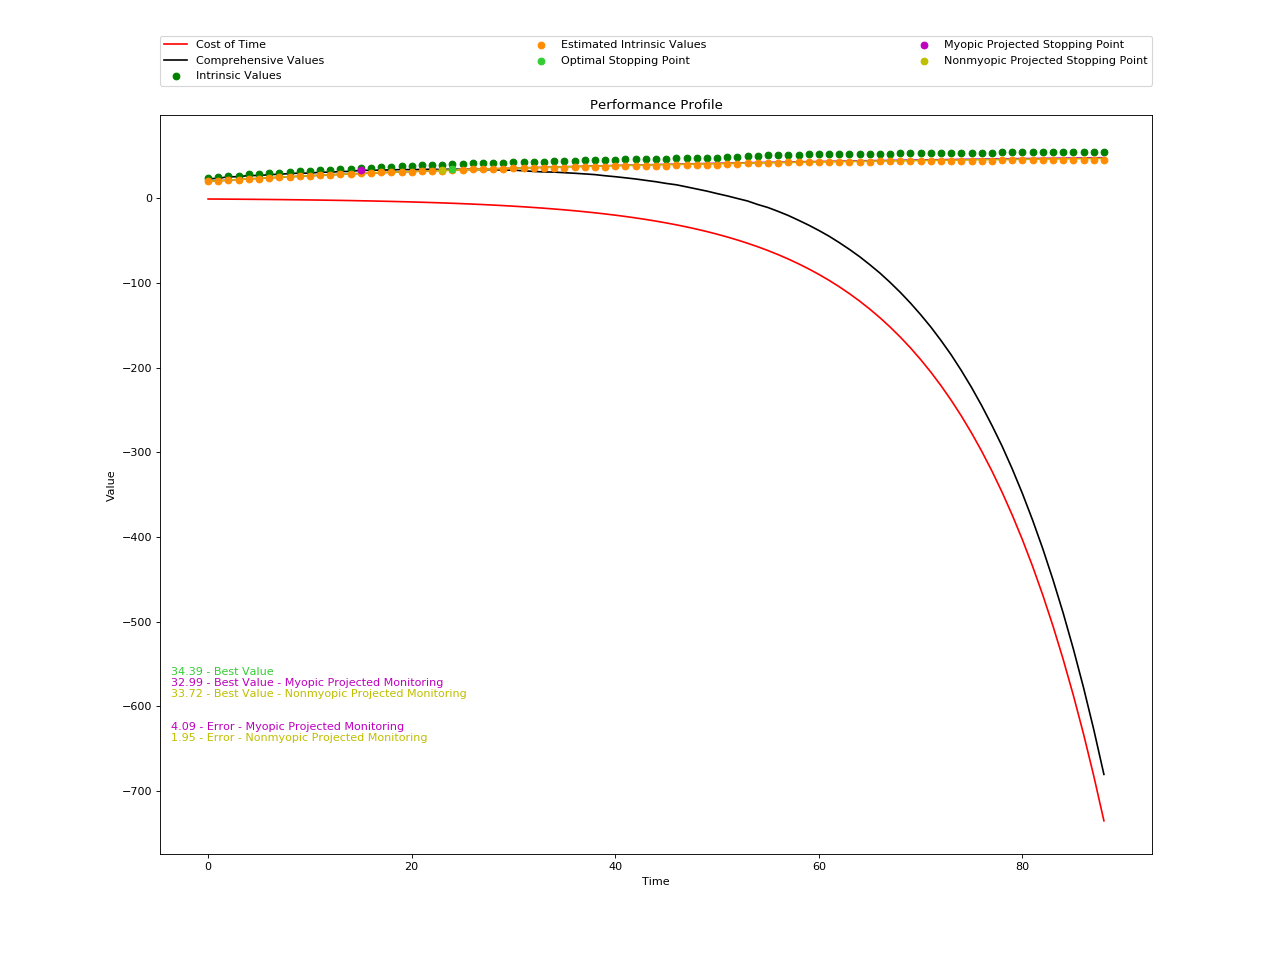 Cost of Time
Comprehensive Values
Intrinsic Values
Estimated Intrinsic Values
Optimal Stopping Point
Myopic Projected Stopping Point
Nonmyopic Projected Stopping Point
Performance Profile
0
−100
−200
−300
−400
−500
−600
−700
Value
34.39 - Best Value
32.99 - Best Value - Myopic Projected Monitoring
33.72 - Best Value - Nonmyopic Projected Monitoring
4.09 - Error - Myopic Projected Monitoring
1.95 - Error - Nonmyopic Projected Monitoring
0 20 40 60 80
Time